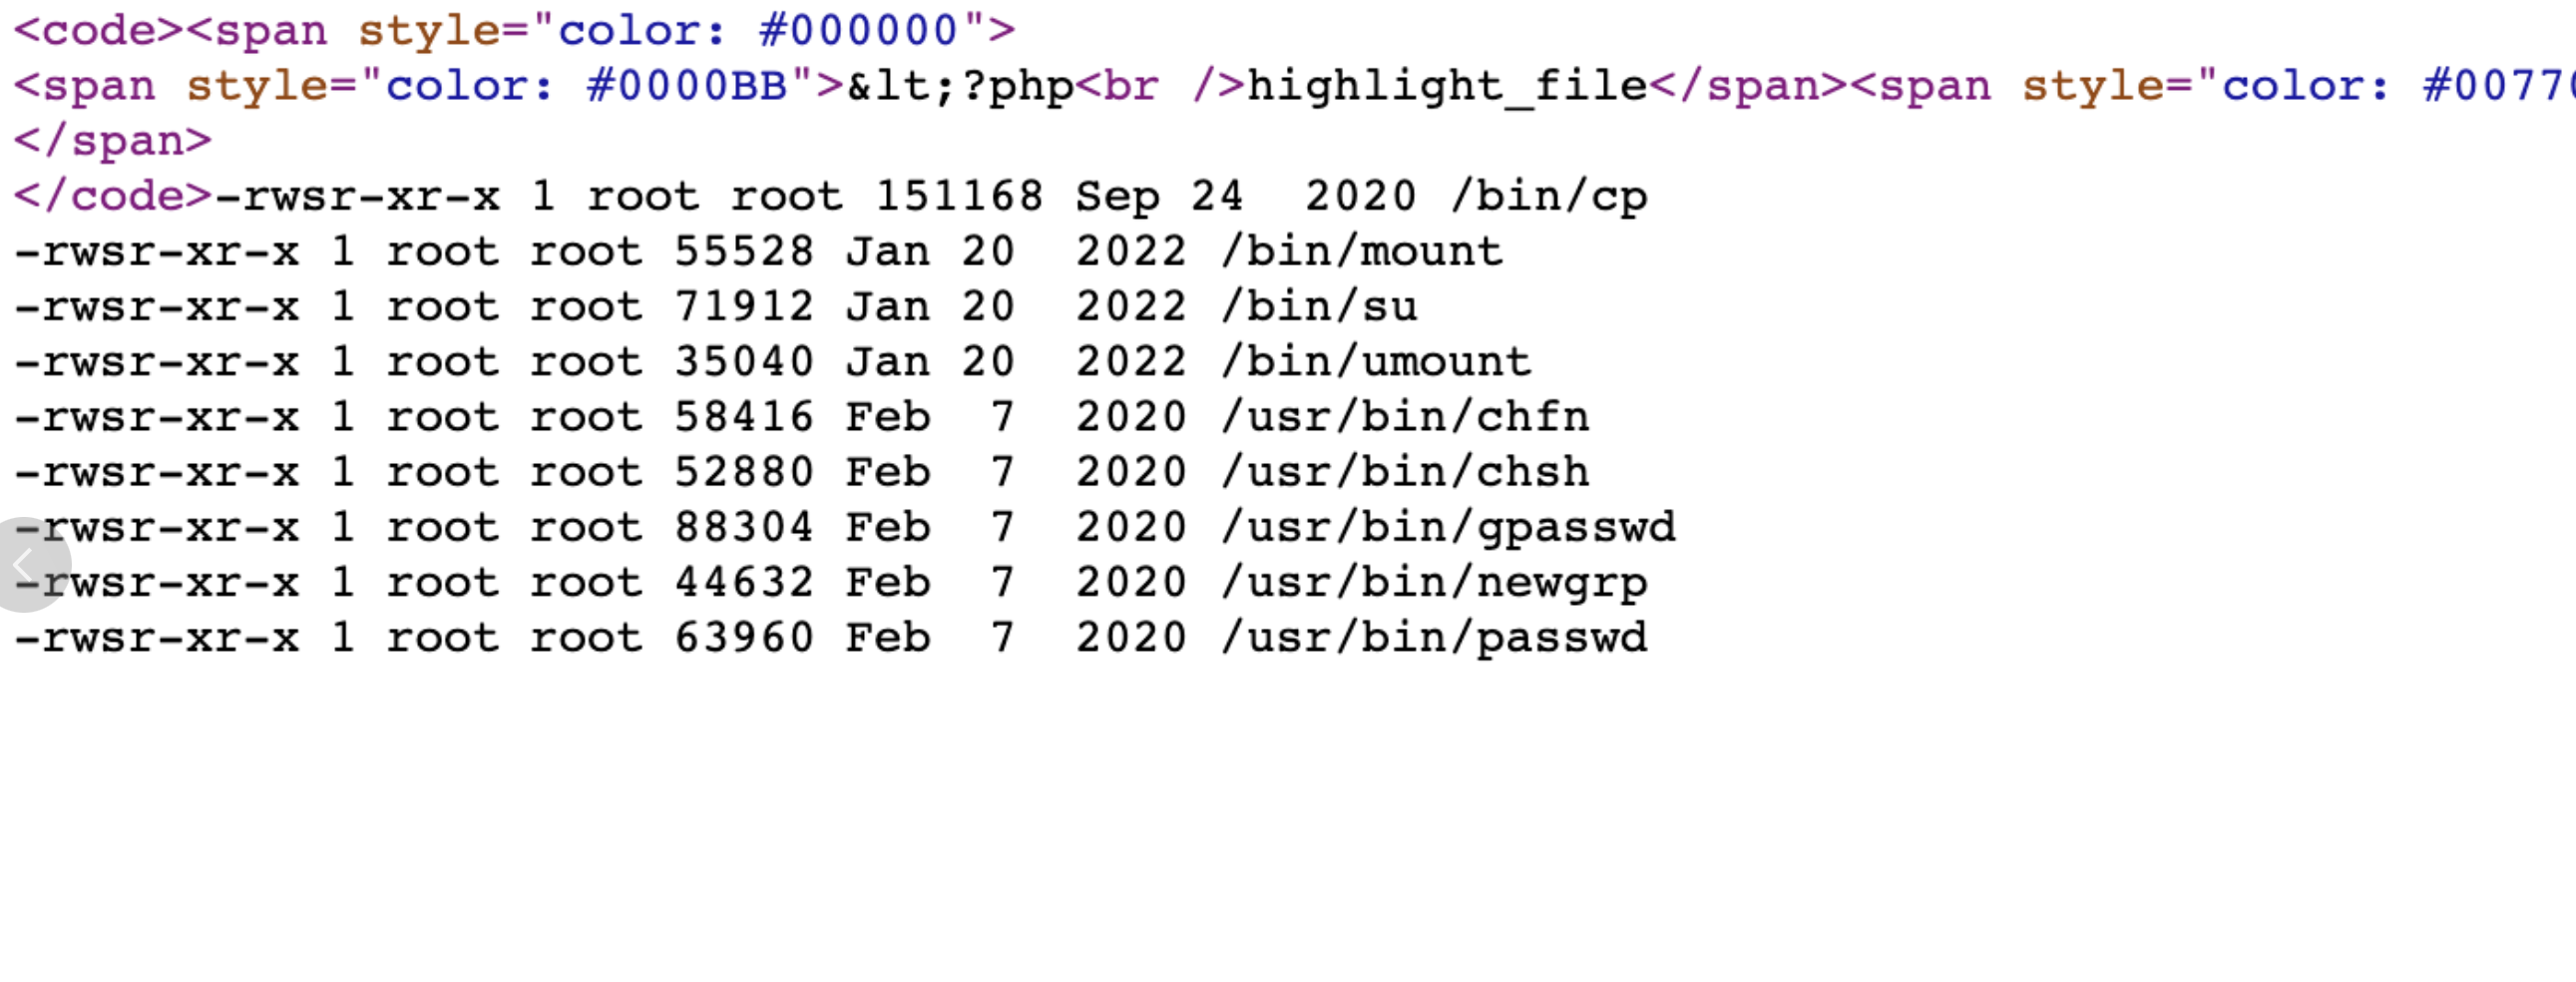 <code><span style="color: #000000">
<span style="color: #0000BB">&lt;?php<br />highlight_file</span><span style="color: #00770
</span>
</code>-rwsr-xr-x 1 root root 151168 Sep 24  2020 /bin/cp
-rwsr-xr-x 1 root root 55528 Jan 20  2022 /bin/mount
-rwsr-xr-x 1 root root 71912 Jan 20  2022 /bin/su
-rwsr-xr-x 1 root root 35040 Jan 20  2022 /bin/umount
-rwsr-xr-x 1 root root 58416 Feb  7  2020 /usr/bin/chfn
-rwsr-xr-x 1 root root 52880 Feb  7  2020 /usr/bin/chsh
-rwsr-xr-x 1 root root 88304 Feb  7  2020 /usr/bin/gpasswd
-rwsr-xr-x 1 root root 44632 Feb  7  2020 /usr/bin/newgrp
-rwsr-xr-x 1 root root 63960 Feb  7  2020 /usr/bin/passwd